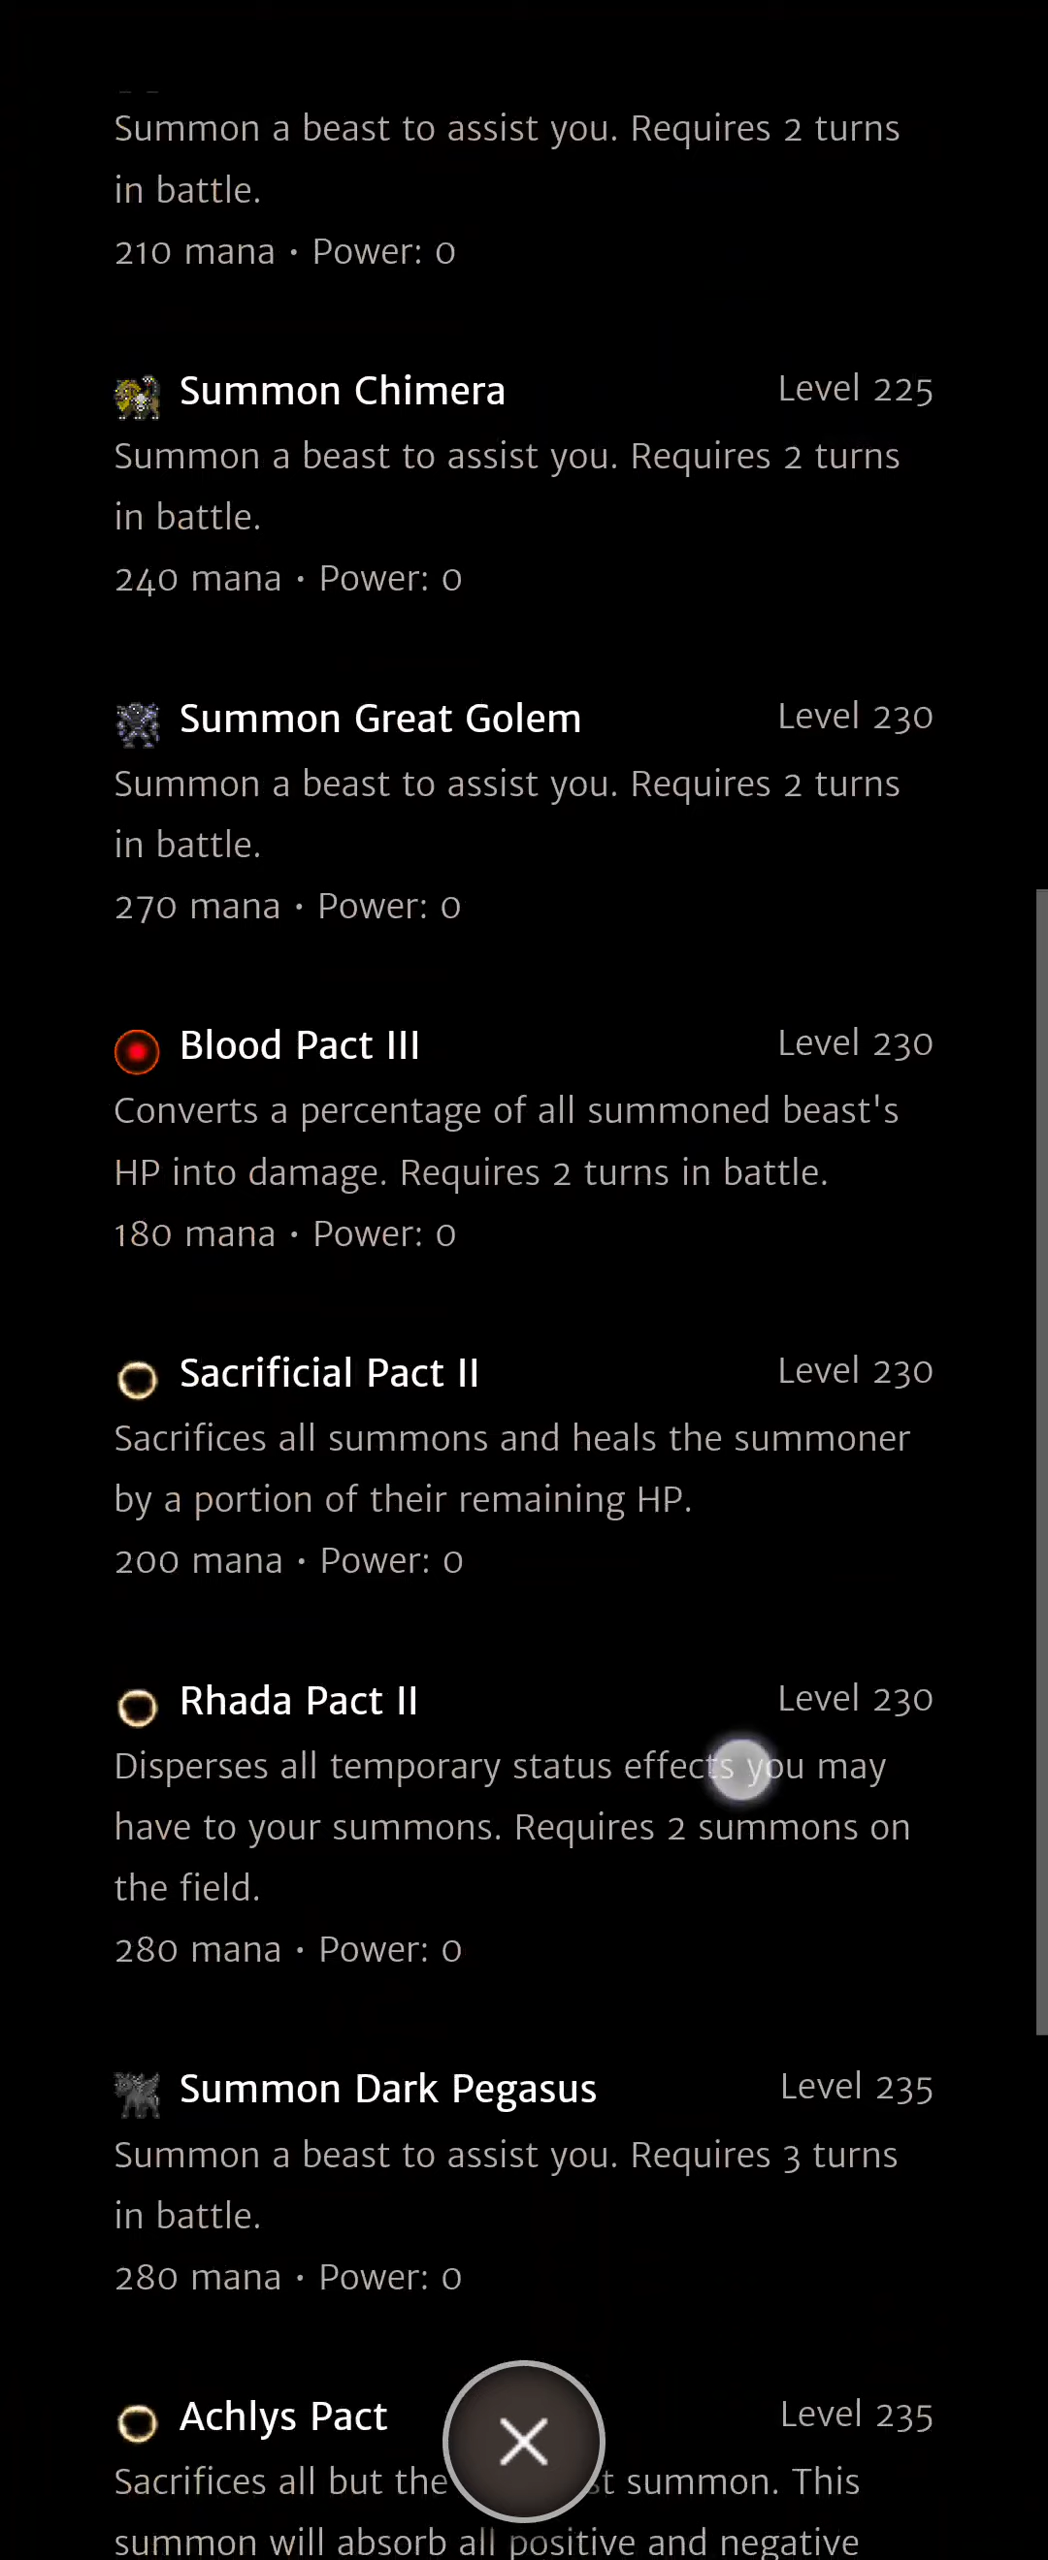 Summon a beast to assist you. Requires 2 turns
in battle.
210 mana • Power: 0
Summon Chimera Level 225
Summon a beast to assist you. Requires 2 turns
in battle.
240 mana • Power: 0
Summon Great Golem Level 230
Summon a beast to assist you. Requires 2 turns
in battle.
270 mana • Power: 0
Blood Pact III Level 230
Converts a percentage of all summoned beast's
HP into damage. Requires 2 turns in battle.
180 mana • Power: 0
Sacrificial Pact II Level 230
Sacrifices all summons and heals the summoner
by a portion of their remaining HP.
200 mana • Power: 0
Rhada Pact II Level 230
Disperses all temporary status effects you may
have to your summons. Requires 2 summons on
the field.
280 mana • Power: 0
Summon Dark Pegasus Level 235
Summon a beast to assist you. Requires 3 turns
in battle.
280 mana • Power: 0
Achlys Pact Level 235
Sacrifices all but the summon. This
summon will absorb all positive and negative